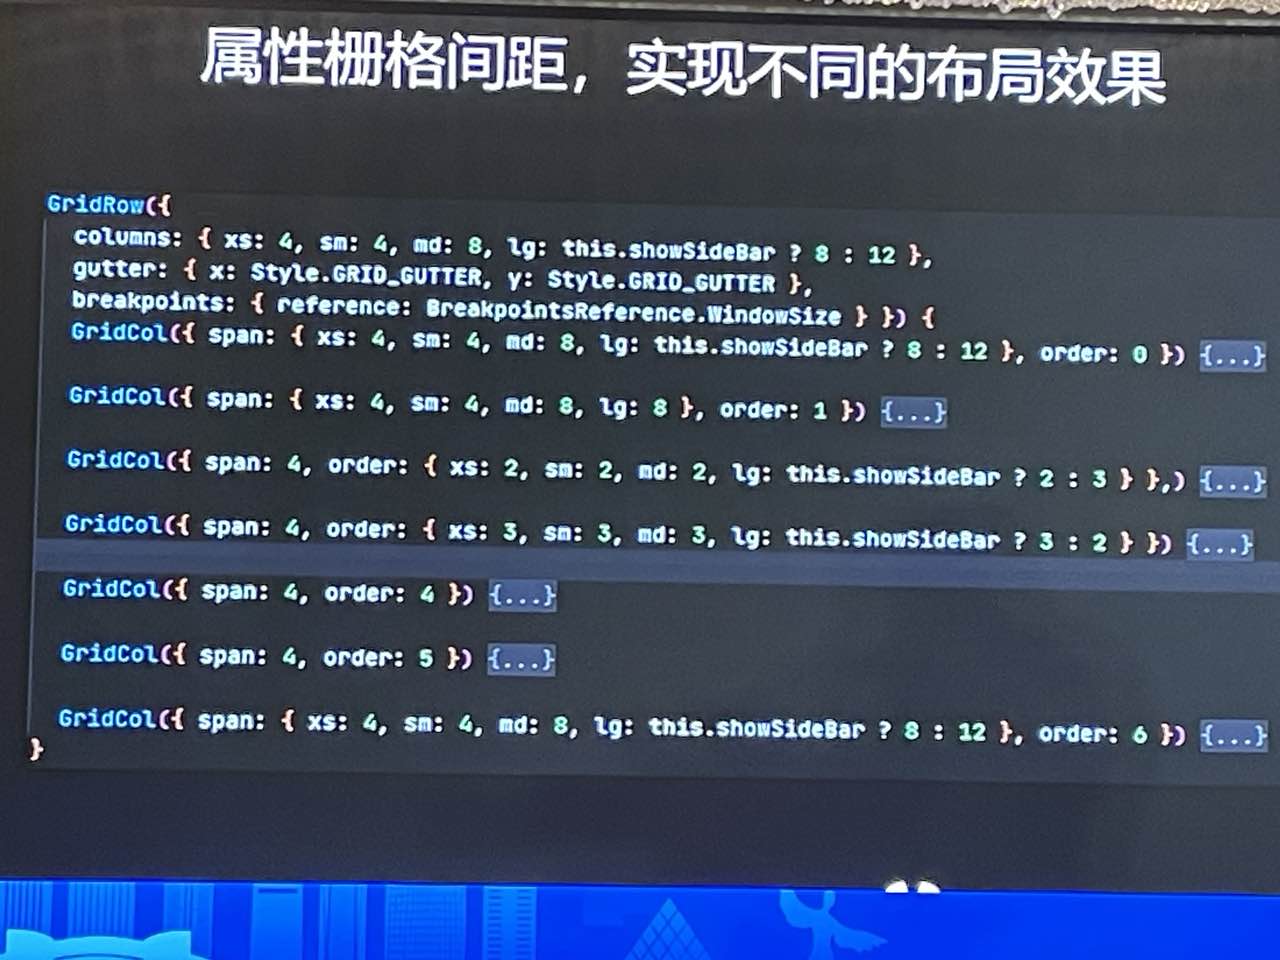 属性栅格间距，实现不同的布局效果
GridRow({
columns: { xs: 4, sm: 4, md: 8, lg: this.showSideBar ? 8 : 12 },
gutter: { x: Style.GRID_GUTTER, y: Style.GRID_GUTTER },
breakpoints: { reference: BreakpointsReference.WindowSize } }) {
GridCol({ span: { xs: 4, sm: 4, md: 8, lg: this.showSideBar ? 8 : 12 }, order: 0 }) {...}
GridCol({ span: { xs: 4, sm: 4, md: 8, lg: 8 }, order: 1 }) {...}
GridCol({ span: 4, order: { xs: 2, sm: 2, md: 2, lg: this.showSideBar ? 2 : 3 } },) {...}
GridCol({ span: 4, order: { xs: 3, sm: 3, md: 3, lg: this.showSideBar ? 3 : 2 } }) {...}
GridCol({ span: 4, order: 4 }) {...}
GridCol({ span: 4, order: 5 }) {...}
GridCol({ span: { xs: 4, sm: 4, md: 8, lg: this.showSideBar ? 8 : 12 }, order: 6 }) {...}
}